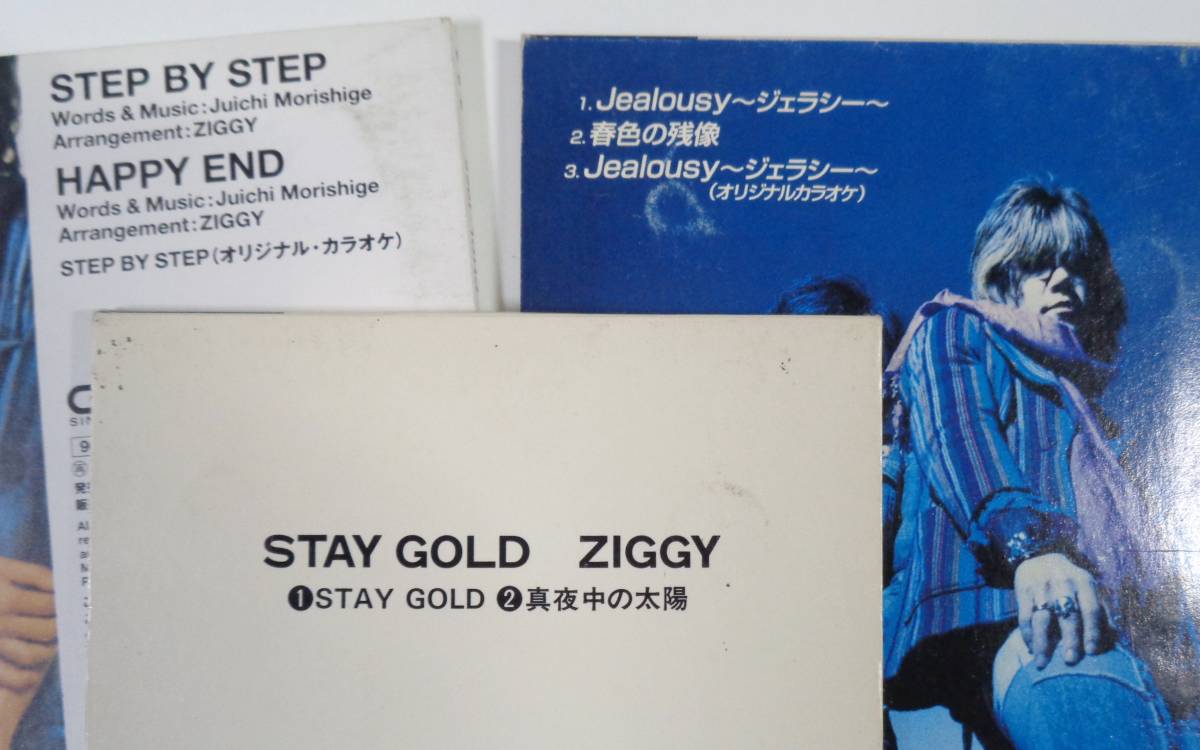 STEP BY STEP
Words & Music:Juichi Morishige
Arrangement:ZIGGY
HAPPY END
Words & Music:Juichi Morishige
Arrangement:ZIGGY
STEP BY STEP(オリジナル・カラオケ)
1.Jealousy〜ジェラシー〜
2.春色の残像
3.Jealousy〜ジェラシー〜
(オリジナルカラオケ)
STAY GOLD ZIGGY
❶STAY GOLD ❷真夜中の太陽